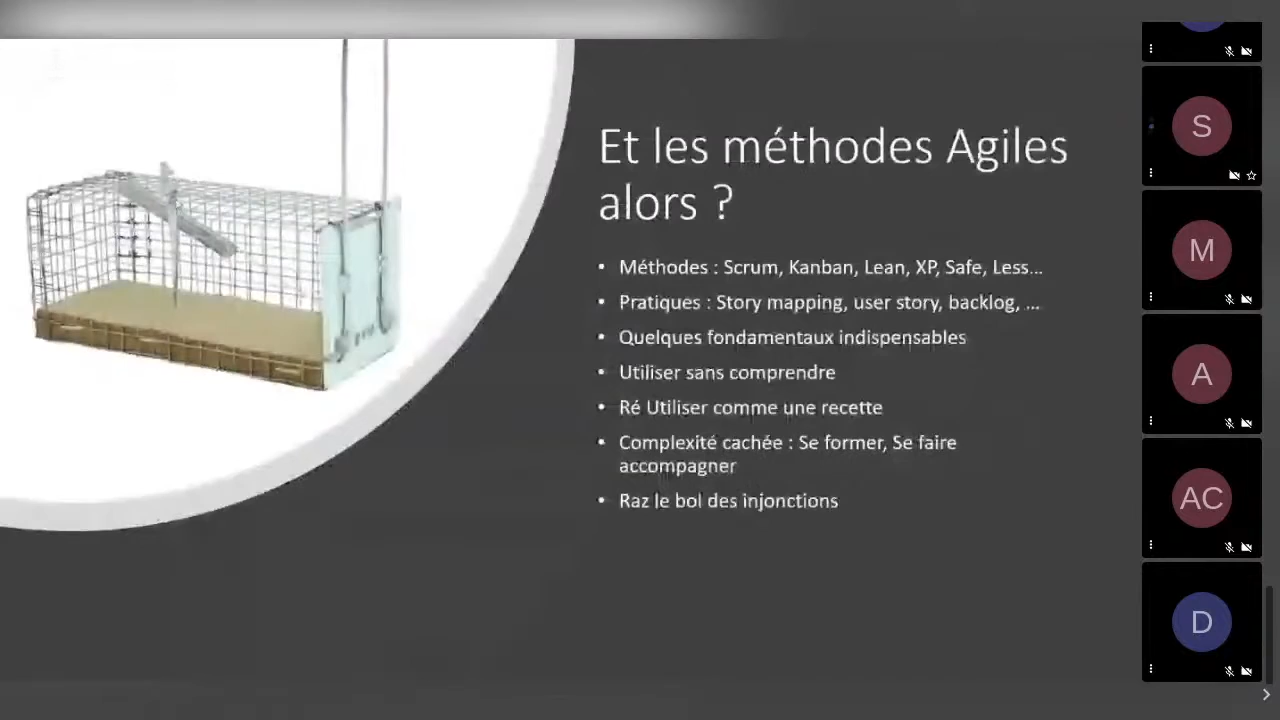 Et les méthodes Agiles
alors ?
• Méthodes : Scrum, Kanban, Lean, XP, Safe, Less...
• Pratiques : Story mapping, user story, backlog, ...
• Quelques fondamentaux indispensables
• Utiliser sans comprendre
• Ré Utiliser comme une recette
• Complexité cachée : Se former, Se faire
accompagner
• Raz le bol des injonctions
S
M
A
AC
D